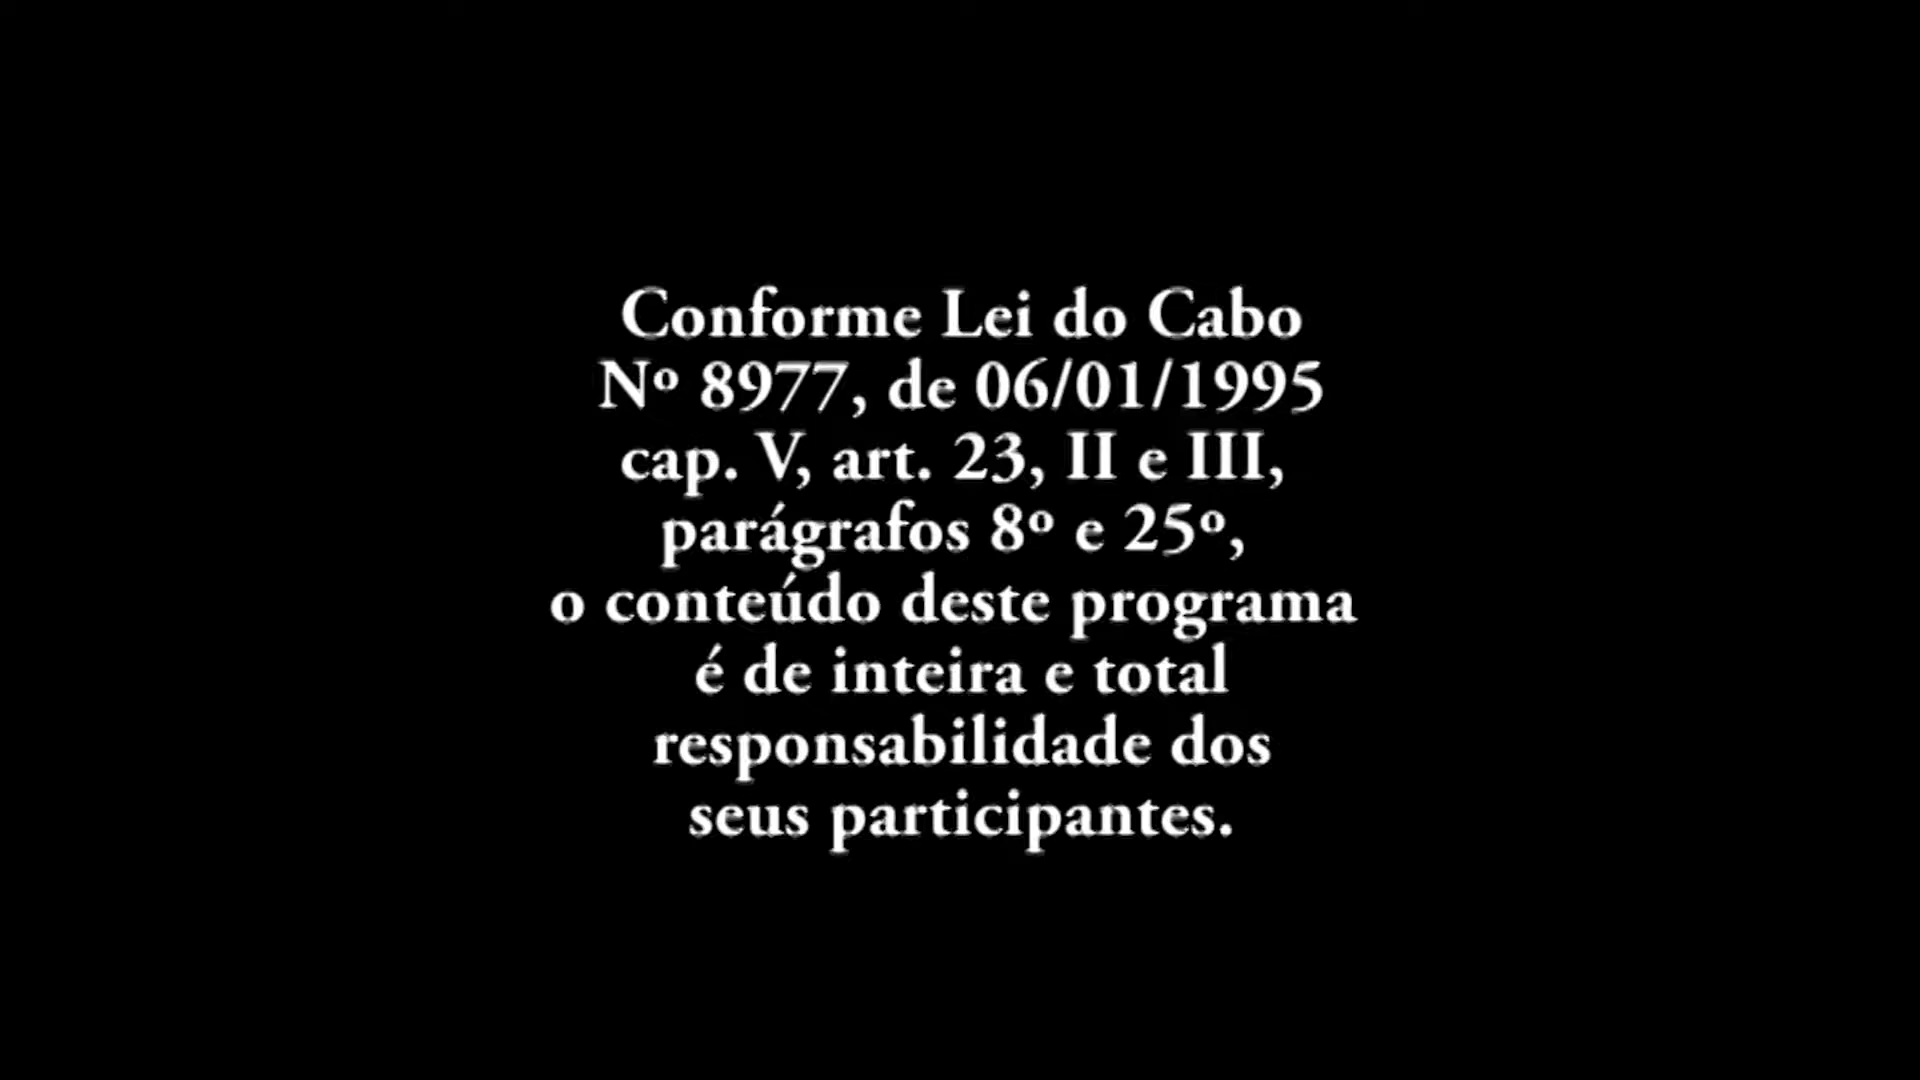 Conforme Lei do Cabo
Nº 8977, de 06/01/1995
cap. V, art. 23, II e III,
parágrafos 8º e 25º,
o conteúdo deste programa
é de inteira e total
responsabilidade dos
seus participantes.